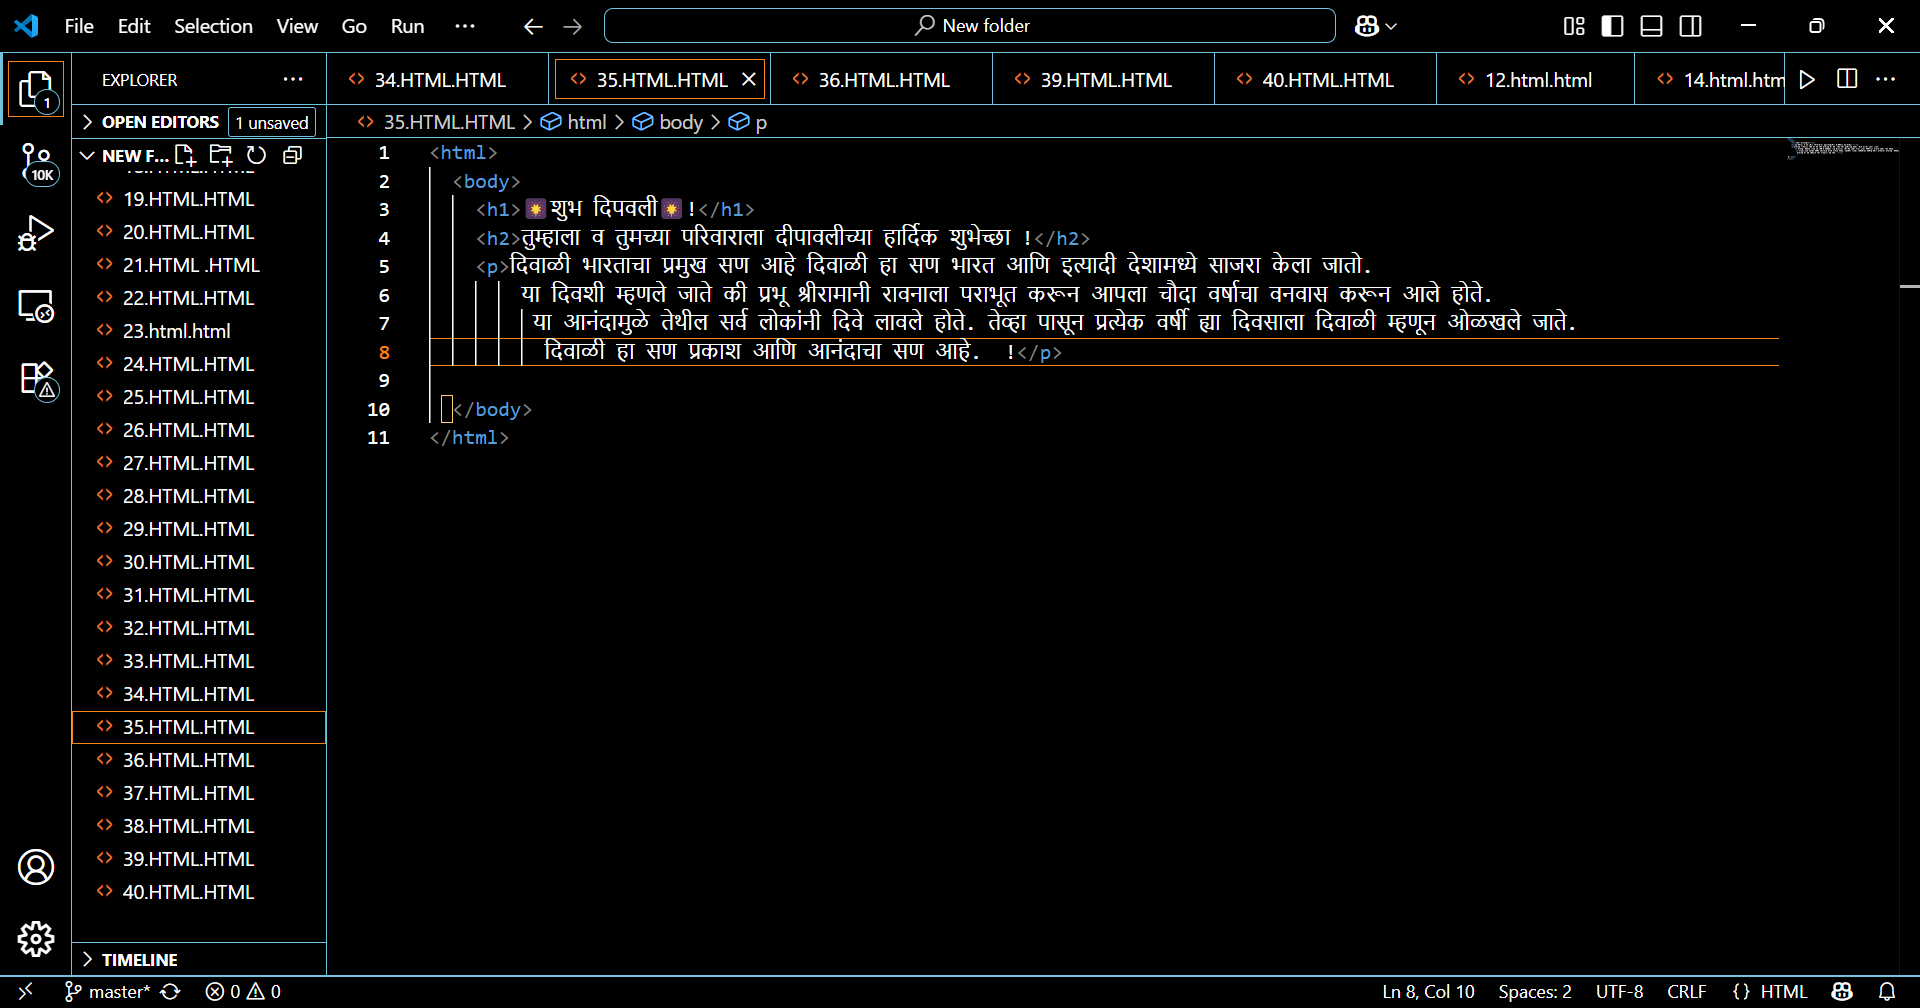 File Edit Selection View Go Run ··· New folder
EXPLORER ···
34.HTML.HTML 35.HTML.HTML 36.HTML.HTML 39.HTML.HTML 40.HTML.HTML 12.html.html 14.html.htm
1
OPEN EDITORS 1 unsaved
35.HTML.HTML > html > body > p
NEW F...
10K
19.HTML.HTML
20.HTML.HTML
21.HTML .HTML
22.HTML.HTML
23.html.html
24.HTML.HTML
25.HTML.HTML
26.HTML.HTML
27.HTML.HTML
28.HTML.HTML
29.HTML.HTML
30.HTML.HTML
31.HTML.HTML
32.HTML.HTML
33.HTML.HTML
34.HTML.HTML
35.HTML.HTML
36.HTML.HTML
37.HTML.HTML
38.HTML.HTML
39.HTML.HTML
40.HTML.HTML
TIMELINE
1 <html>
2 <body>
3 <h1>🎇शुभ दिपवली🎇!</h1>
4 <h2>तुम्हाला व तुमच्या परिवाराला दीपावलीच्या हार्दिक शुभेच्छा !</h2>
5 <p>दिवाळी भारताचा प्रमुख सण आहे दिवाळी हा सण भारत आणि इत्यादी देशामध्ये साजरा केला जातो.
6 या दिवशी म्हणले जाते की प्रभू श्रीरामानी रावनाला पराभूत करून आपला चौदा वर्षाचा वनवास करून आले होते.
7 या आनंदामुळे तेथील सर्व लोकांनी दिवे लावले होते. तेव्हा पासून प्रत्येक वर्षी ह्या दिवसाला दिवाळी म्हणून ओळखले जाते.
8 दिवाळी हा सण प्रकाश आणि आनंदाचा सण आहे. !</p>
9
10 </body>
11 </html>
master* 0 0 Ln 8, Col 10 Spaces: 2 UTF-8 CRLF {} HTML